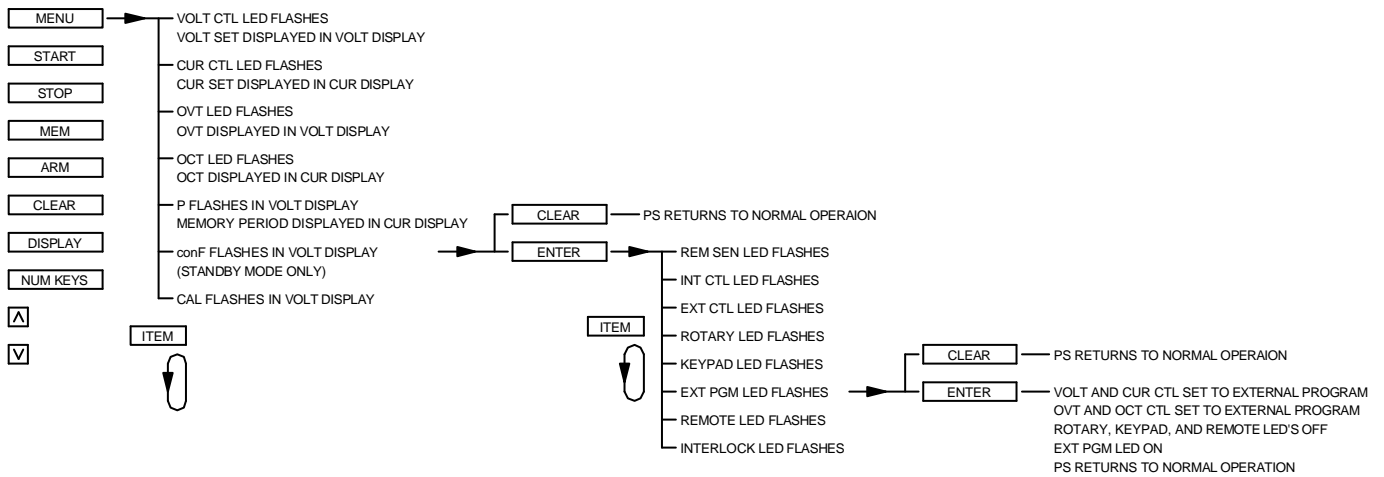 MENU
START
STOP
MEM
ARM
CLEAR
DISPLAY
NUM KEYS
VOLT CTL LED FLASHES
VOLT SET DISPLAYED IN VOLT DISPLAY
CUR CTL LED FLASHES
CUR SET DISPLAYED IN CUR DISPLAY
OVT LED FLASHES
OVT DISPLAYED IN VOLT DISPLAY
OCT LED FLASHES
OCT DISPLAYED IN CUR DISPLAY
P FLASHES IN VOLT DISPLAY
MEMORY PERIOD DISPLAYED IN CUR DISPLAY
conF FLASHES IN VOLT DISPLAY
(STANDBY MODE ONLY)
CAL FLASHES IN VOLT DISPLAY
ITEM
CLEAR
PS RETURNS TO NORMAL OPERAION
ENTER
REM SEN LED FLASHES
INT CTL LED FLASHES
EXT CTL LED FLASHES
ROTARY LED FLASHES
KEYPAD LED FLASHES
EXT PGM LED FLASHES
REMOTE LED FLASHES
INTERLOCK LED FLASHES
ITEM
CLEAR
PS RETURNS TO NORMAL OPERAION
ENTER
VOLT AND CUR CTL SET TO EXTERNAL PROGRAM
OVT AND OCT CTL SET TO EXTERNAL PROGRAM
ROTARY, KEYPAD, AND REMOTE LED'S OFF
EXT PGM LED ON
PS RETURNS TO NORMAL OPERATION